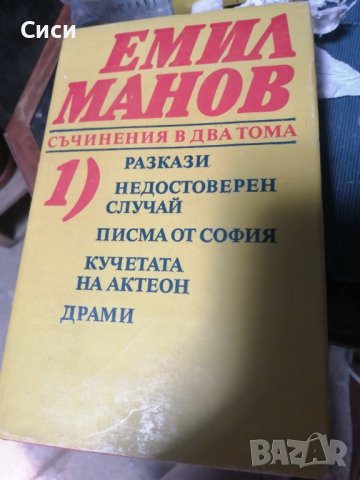 Сиси
ЕМИЛ
МАНОВ
СЪЧИНЕНИЯ В ДВА ТОМА
1)
РАЗКАЗИ
НЕДОСТОВЕРЕН
СЛУЧАЙ
ПИСМА ОТ СОФИЯ
КУЧЕТАТА
НА АКТЕОН
ДРАМИ
BAZAR